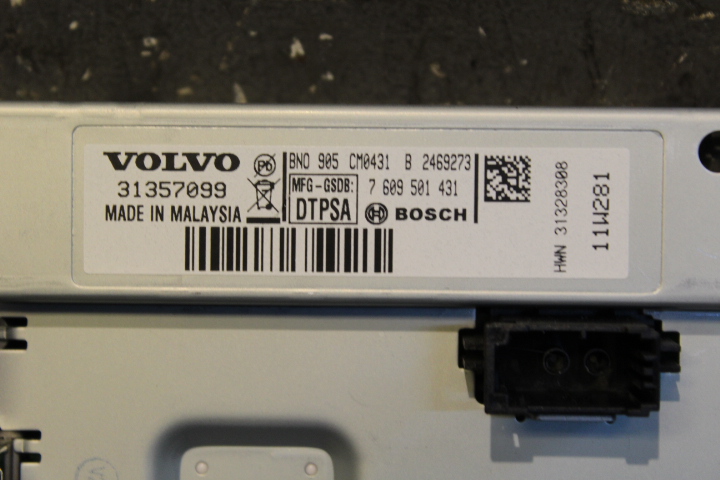 VOLVO
31357099
MADE IN MALAYSIA
Pb
BNO 905 CM0431 B 2469273
MFG-GSDB:
DTPSA
7 609 501 431
BOSCH
HWN 31328308
11W281